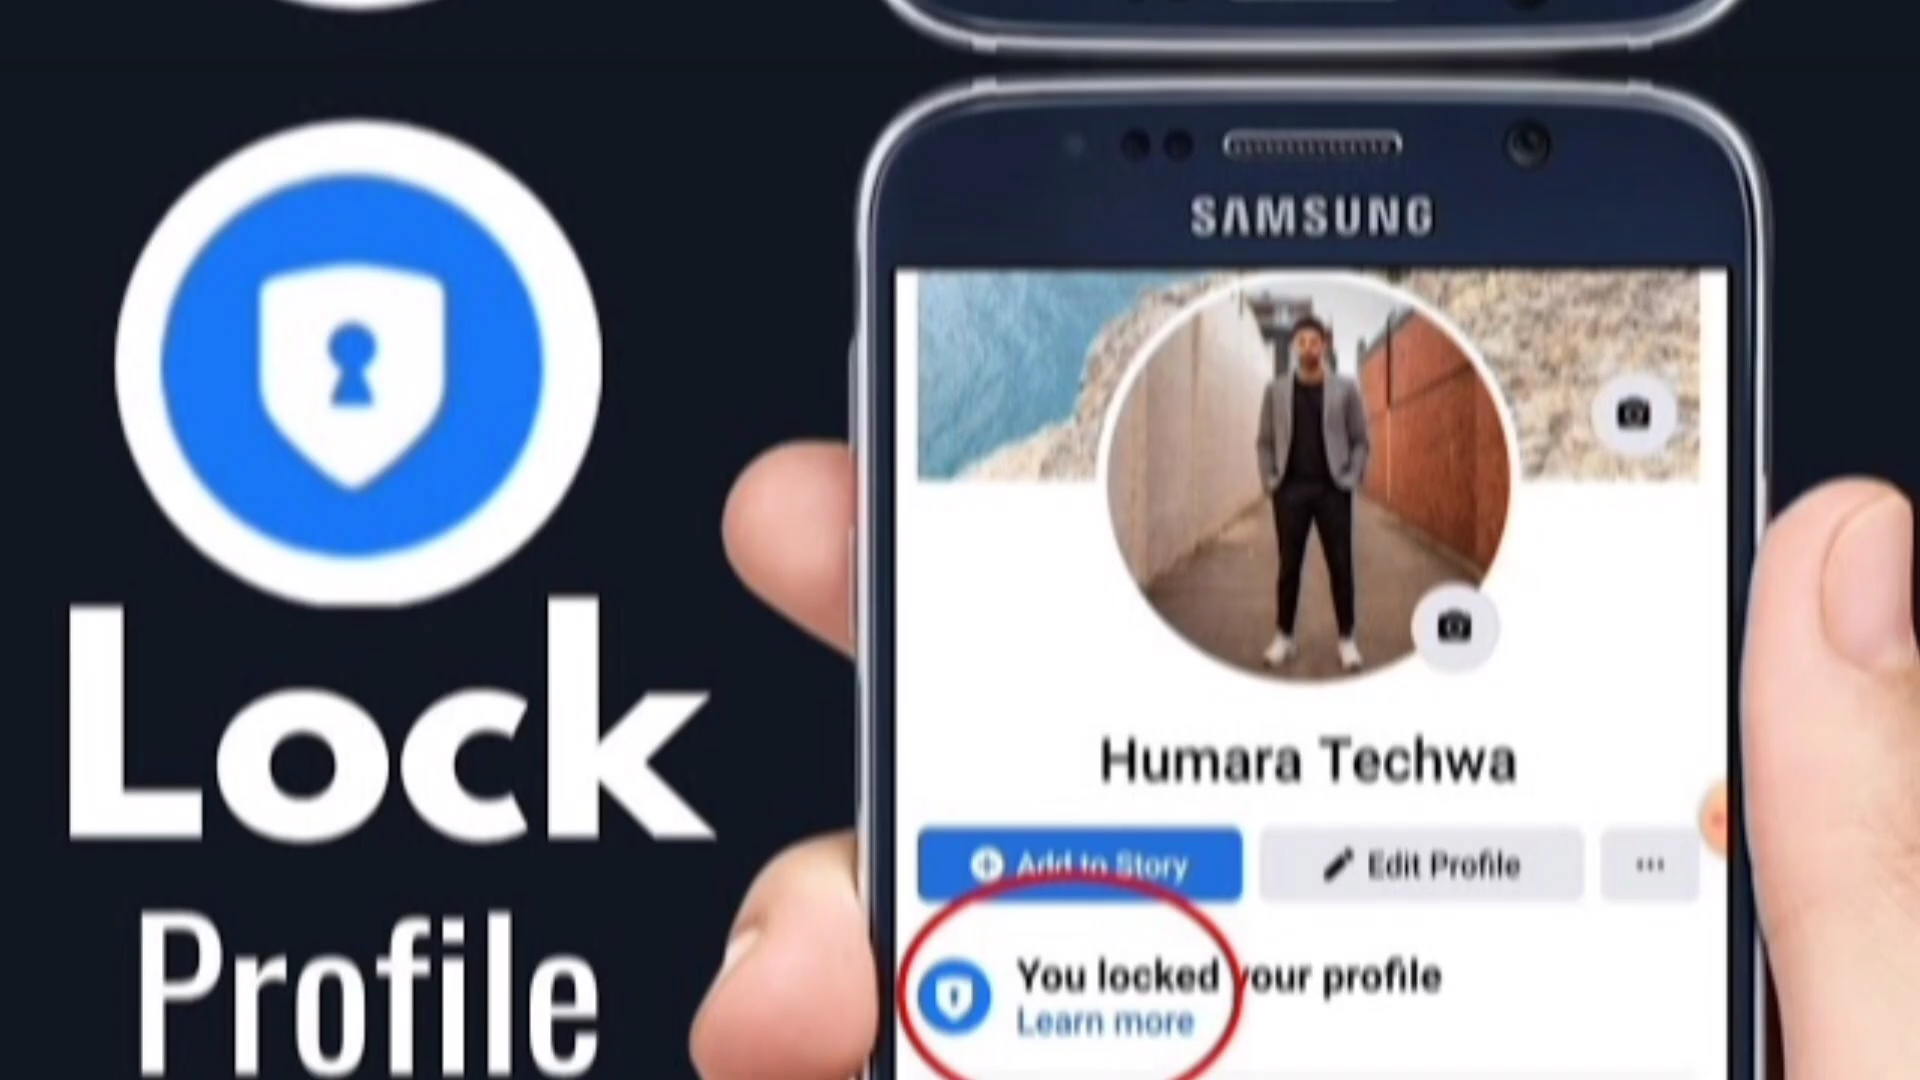 Lock
Profile
SAMSUNG
Humara Techwa
Add to Story
Edit Profile
You locked your profile
Learn more